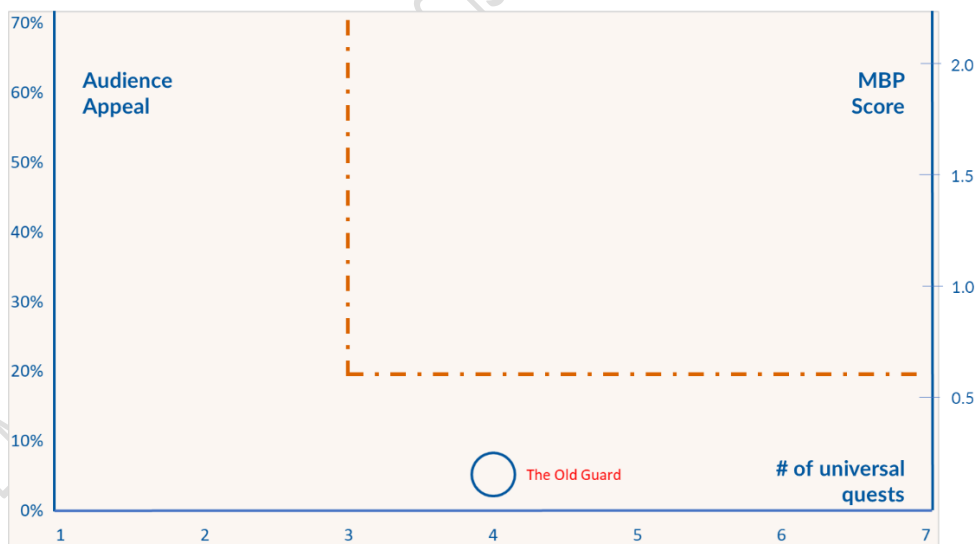 70%
2.0
Audience
Appeal
MBP
Score
60%
50%
1.5
40%
30%
1.0
20%
0.5
10%
The Old Guard
# of universal
quests
0%
1 2 3 4 5 6 7